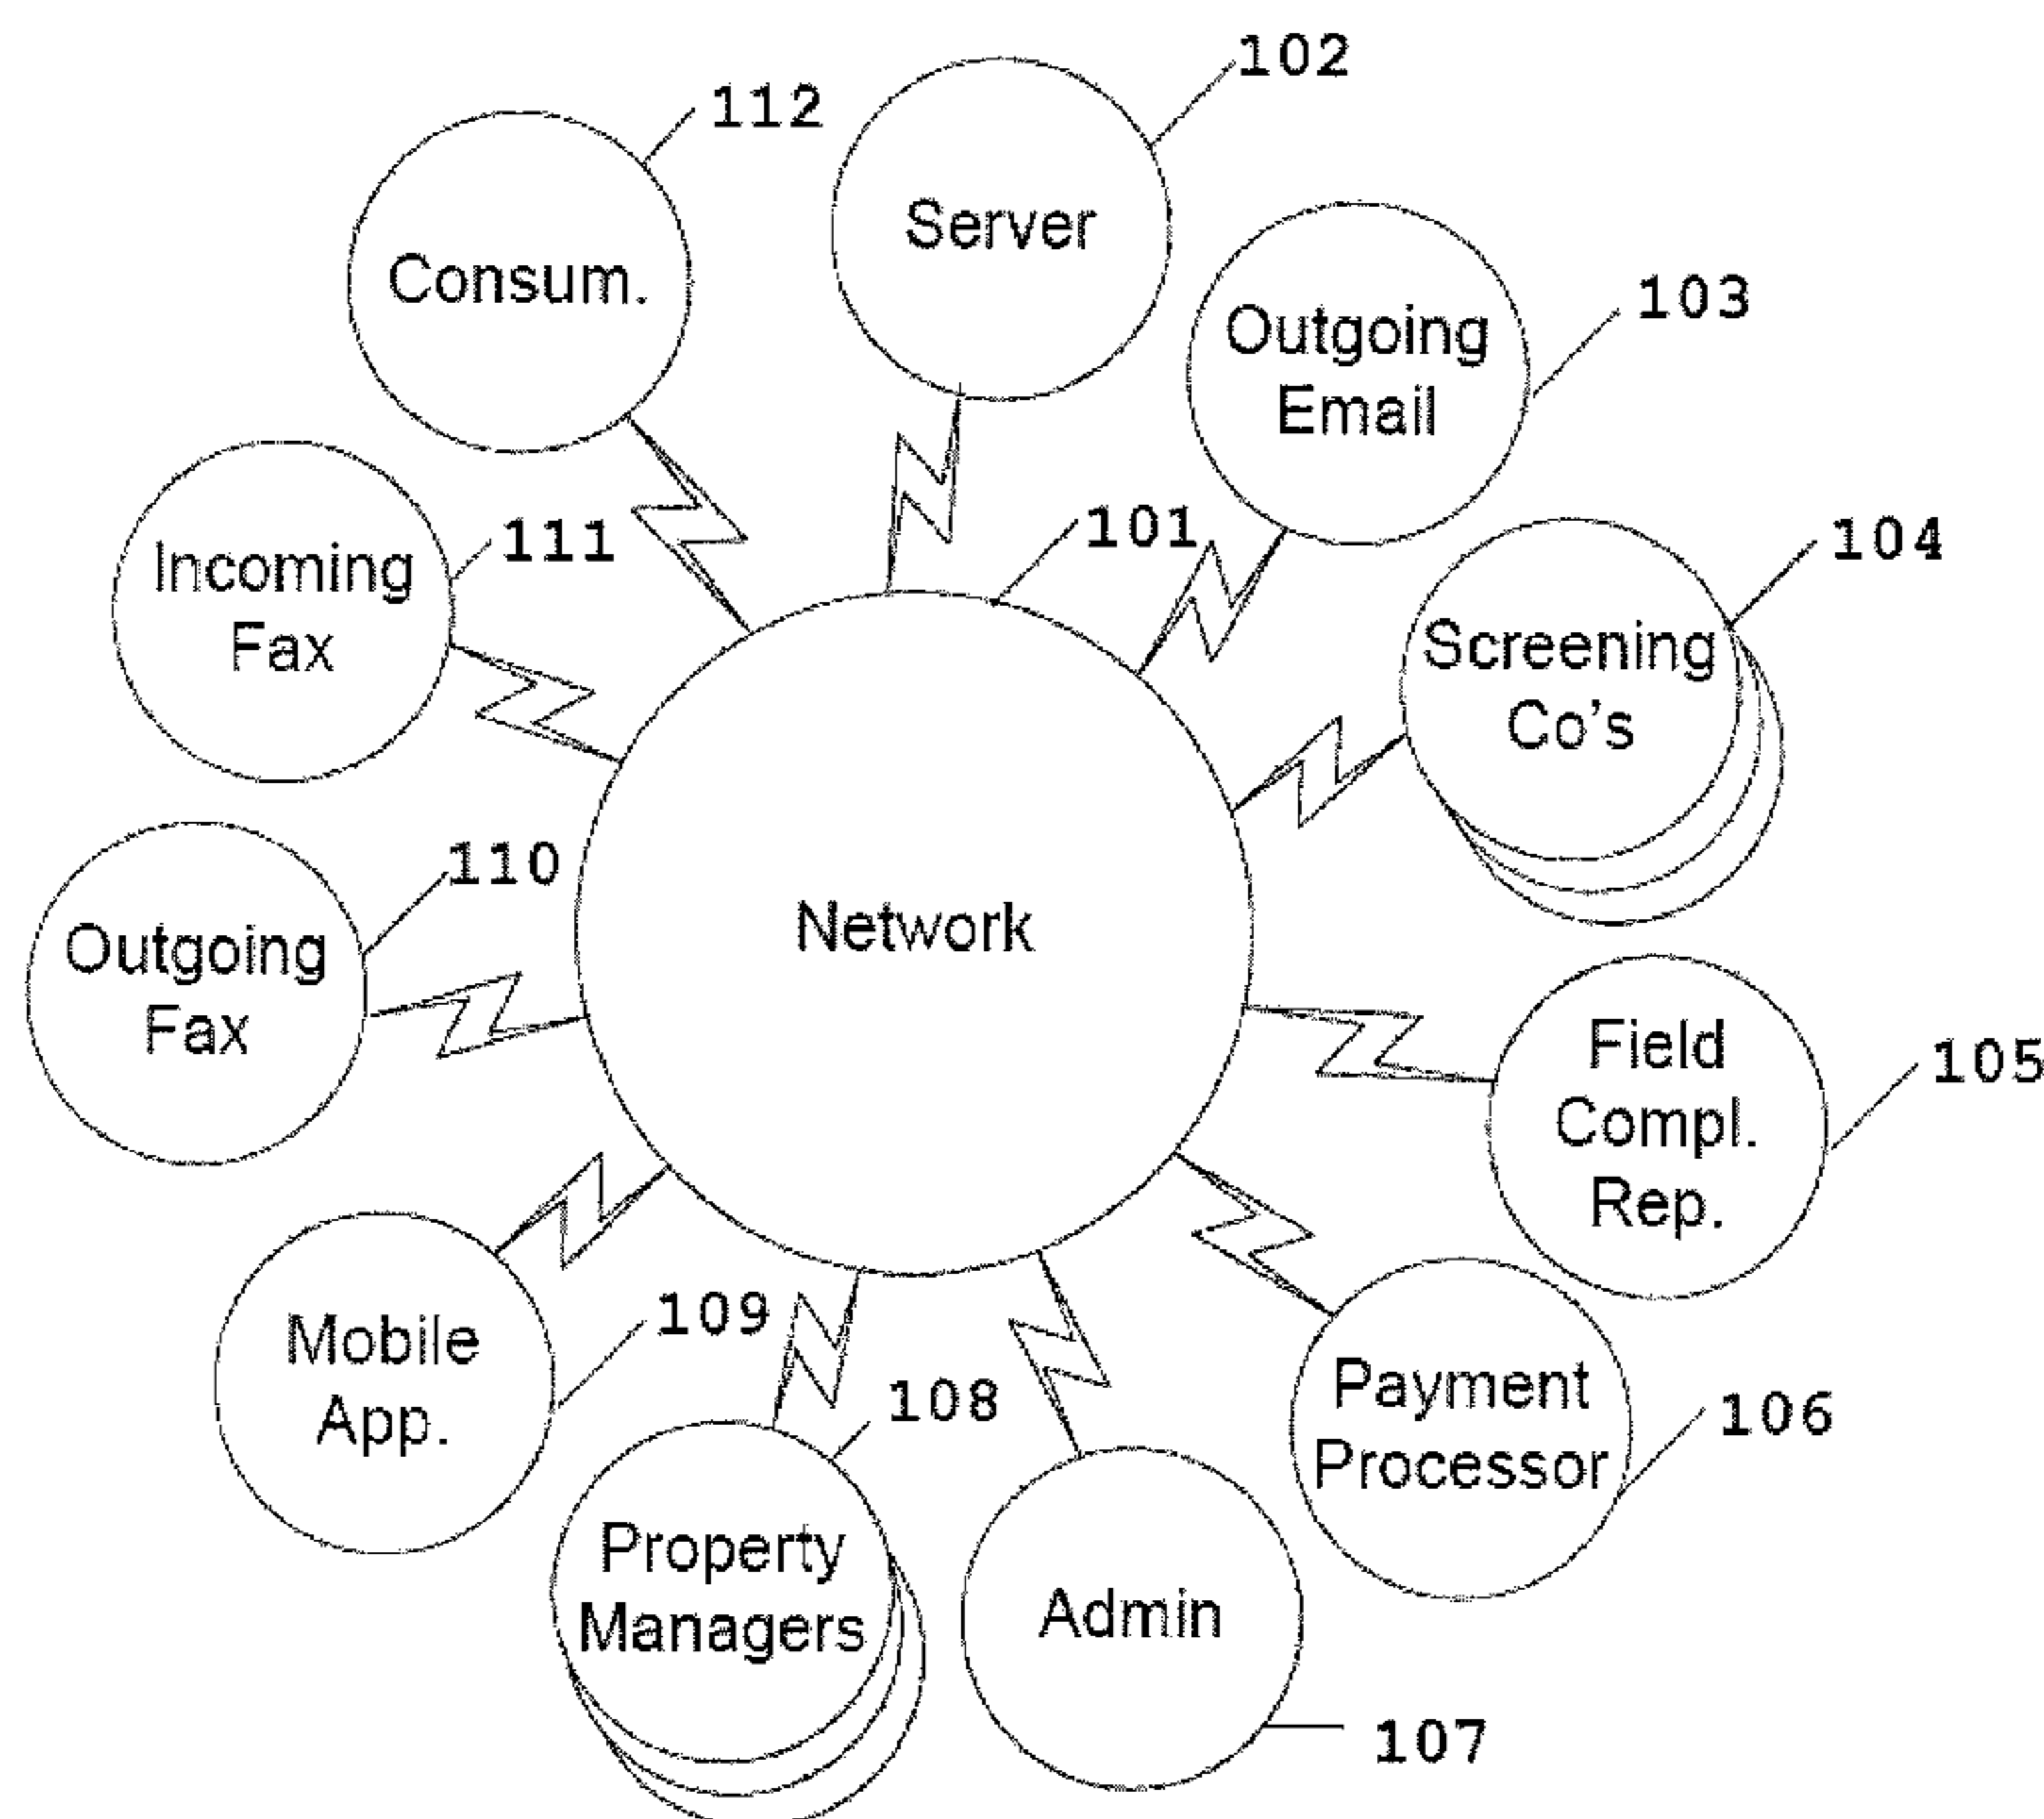 102
112
Server
Consum.
103
Outgoing
Email
101
104
111
Incoming
Fax
Screening
Co's
110
Network
Outgoing
Fax
Field
Compl.
Rep.
105
109
Mobile
App.
108
Payment
Processor
106
Property
Managers
Admin
107